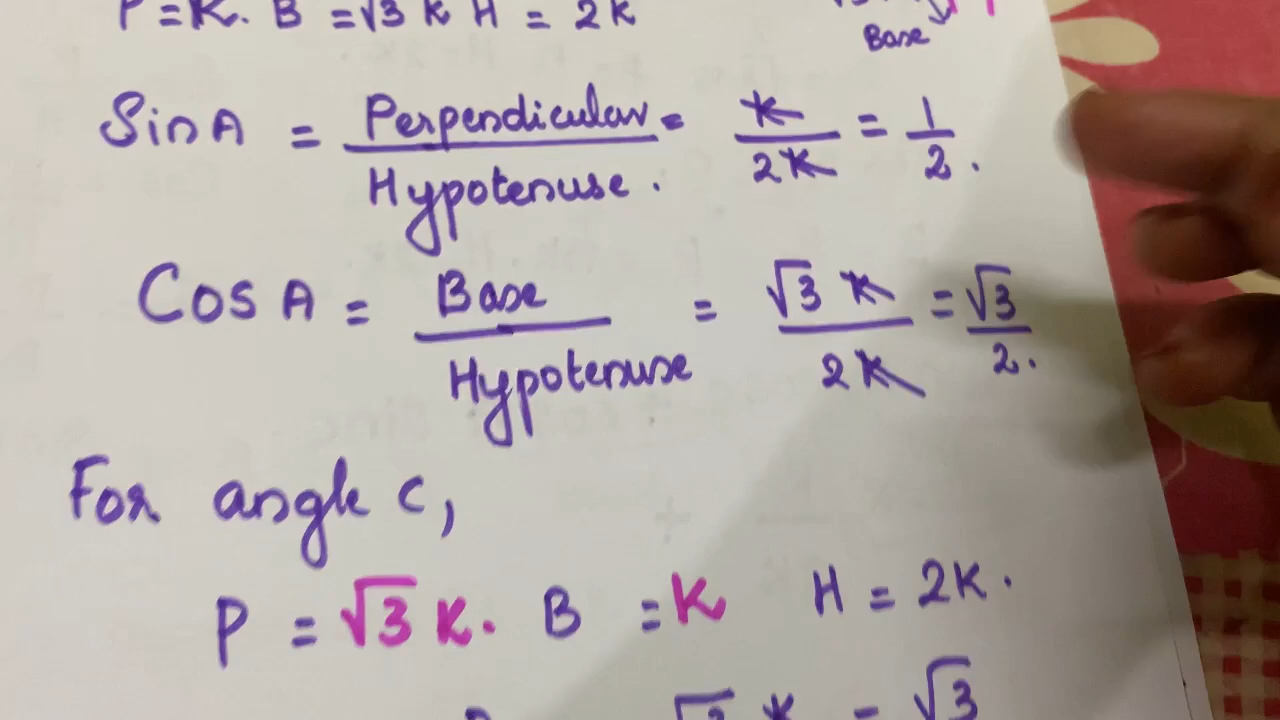 P = K. B = √3 K H = 2K
Base
Sin A = Perpendicular / Hypotenuse. = K / 2K = 1 / 2.
Cos A = Base / Hypotenuse = √3 K / 2K = √3 / 2.
For angle C,
P = √3 K. B = K H = 2K.
K = √3